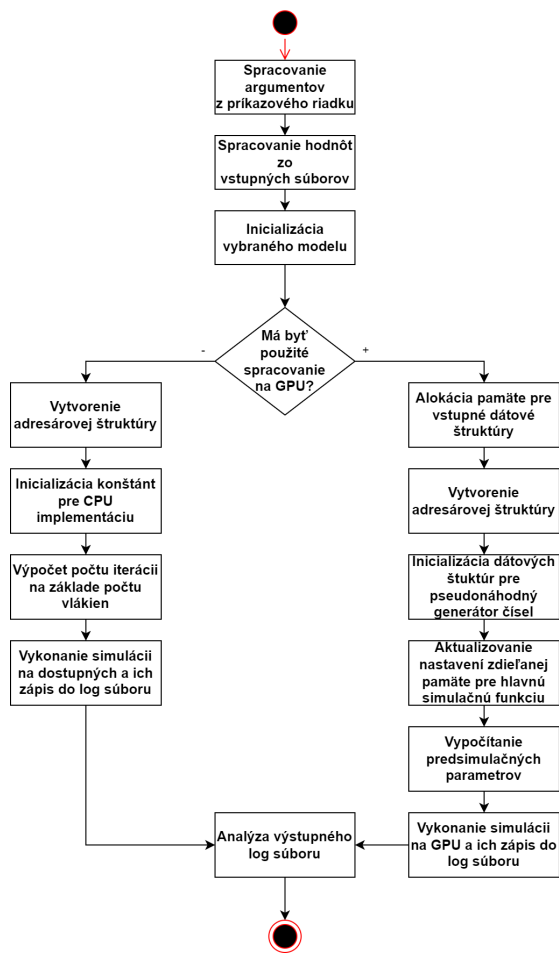 Spracovanie
argumentov
z príkazového riadku
Spracovanie hodnôt
zo
vstupných súborov
Inicializácia
vybraného modelu
Má byť
použité
spracovanie
na GPU?
-
+
Vytvorenie
adresárovej štruktúry
Inicializácia konštánt
pre CPU
implementáciu
Výpočet počtu iterácii
na základe počtu
vlákien
Vykonanie simulácii
na dostupných a ich
zápis do log súboru
Alokácia pamäte pre
vstupné dátové
štruktúry
Vytvorenie
adresárovej štruktúry
Inicializácia dátových
štuktúr pre
pseudonáhodný
generátor čísel
Aktualizovanie
nastavení zdieľanej
pamäte pre hlavnú
simulačnú funkciu
Vypočítanie
predsimulačných
parametrov
Vykonanie simulácii
na GPU a ich zápis do
log súboru
Analýza výstupného
log súboru